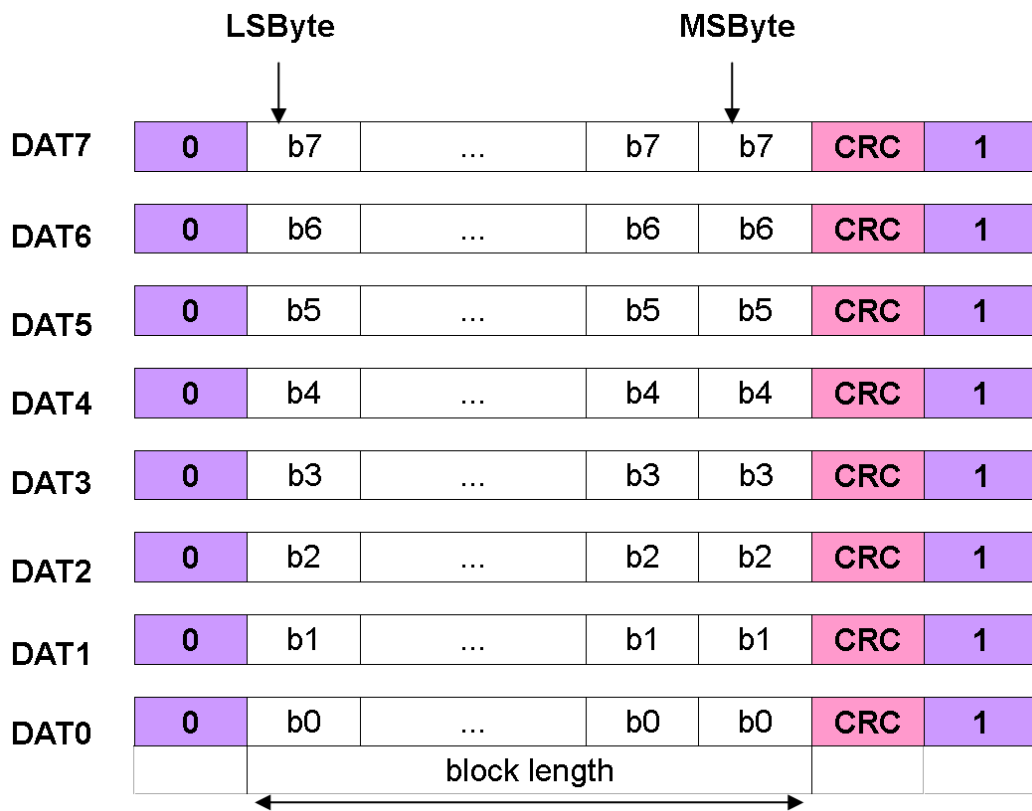 LSByte MSByte
DAT7 0 b7 ... b7 b7 CRC 1
DAT6 0 b6 ... b6 b6 CRC 1
DAT5 0 b5 ... b5 b5 CRC 1
DAT4 0 b4 ... b4 b4 CRC 1
DAT3 0 b3 ... b3 b3 CRC 1
DAT2 0 b2 ... b2 b2 CRC 1
DAT1 0 b1 ... b1 b1 CRC 1
DAT0 0 b0 ... b0 b0 CRC 1
block length